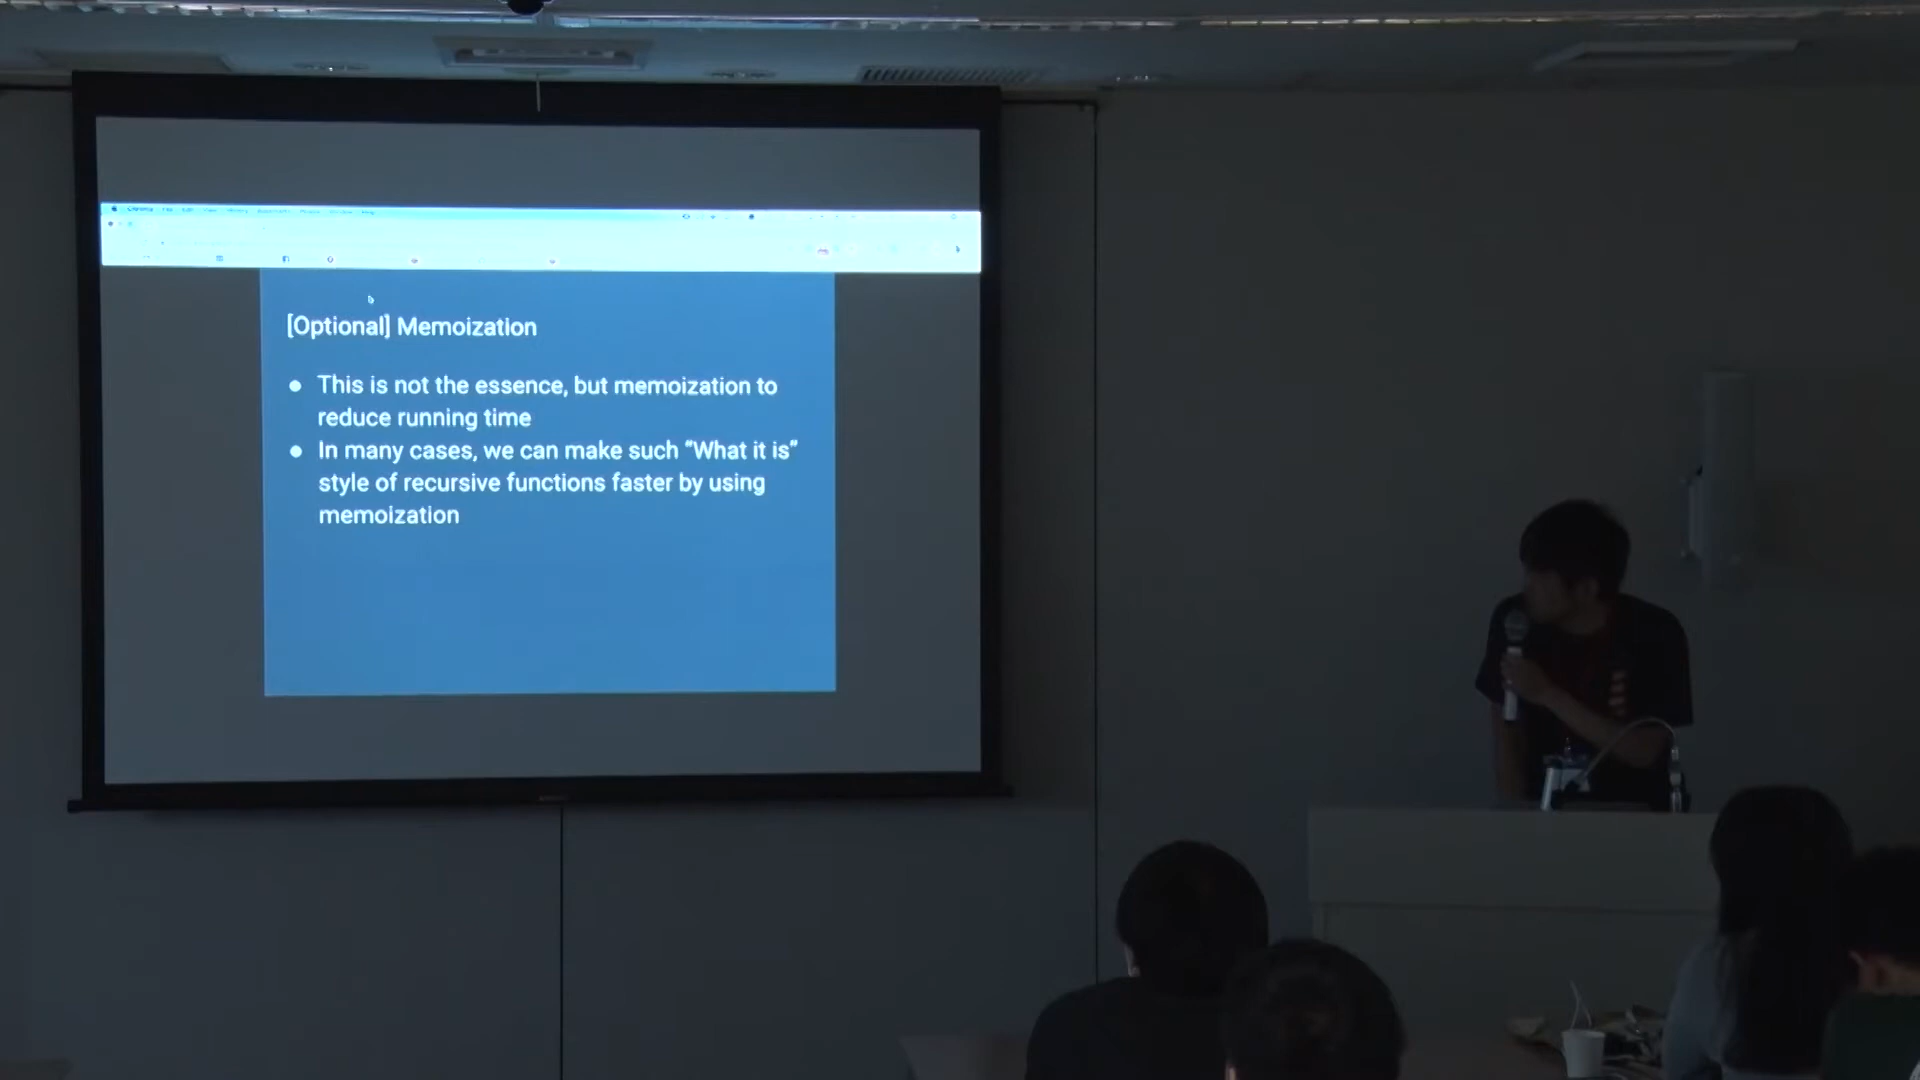 [Optional] Memoization
● This is not the essence, but memoization to
reduce running time
● In many cases, we can make such “What it is”
style of recursive functions faster by using
memoization